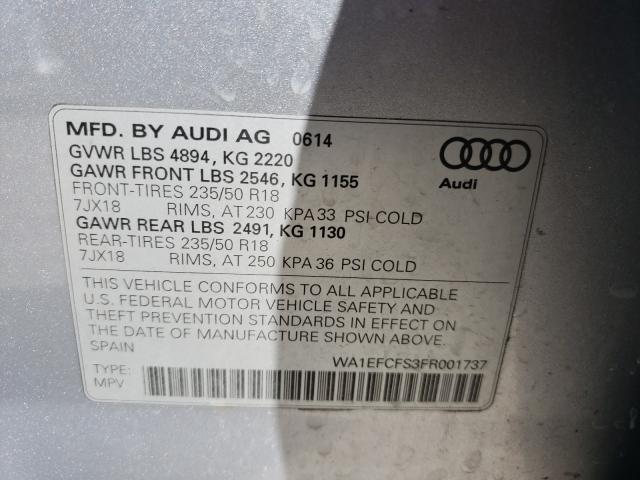 MFD. BY AUDI AG 0614
GVWR LBS 4894, KG 2220
GAWR FRONT LBS 2546, KG 1155
FRONT-TIRES 235/50 R18
7JX18 RIMS, AT 230 KPA 33 PSI COLD
GAWR REAR LBS 2491, KG 1130
REAR-TIRES 235/50 R18
7JX18 RIMS, AT 250 KPA 36 PSI COLD
Audi
THIS VEHICLE CONFORMS TO ALL APPLICABLE
U.S. FEDERAL MOTOR VEHICLE SAFETY AND
THEFT PREVENTION STANDARDS IN EFFECT ON
THE DATE OF MANUFACTURE SHOWN ABOVE.
SPAIN
WA1EFCFS3FR001737
TYPE:
MPV